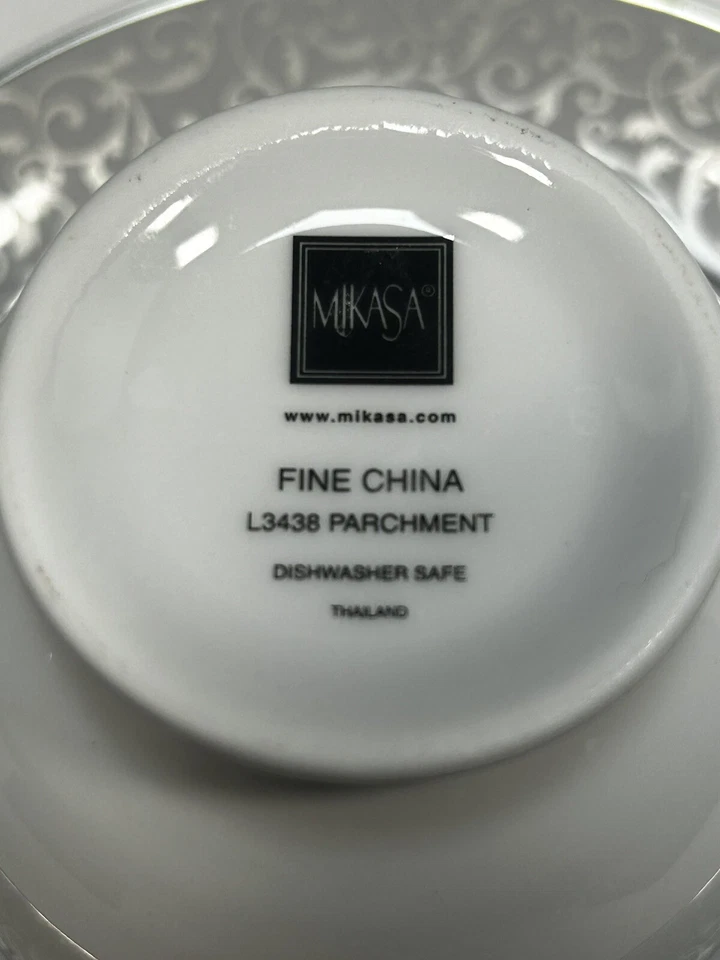 MIKASA®
www.mikasa.com
FINE CHINA
L3438 PARCHMENT
DISHWASHER SAFE
THAILAND